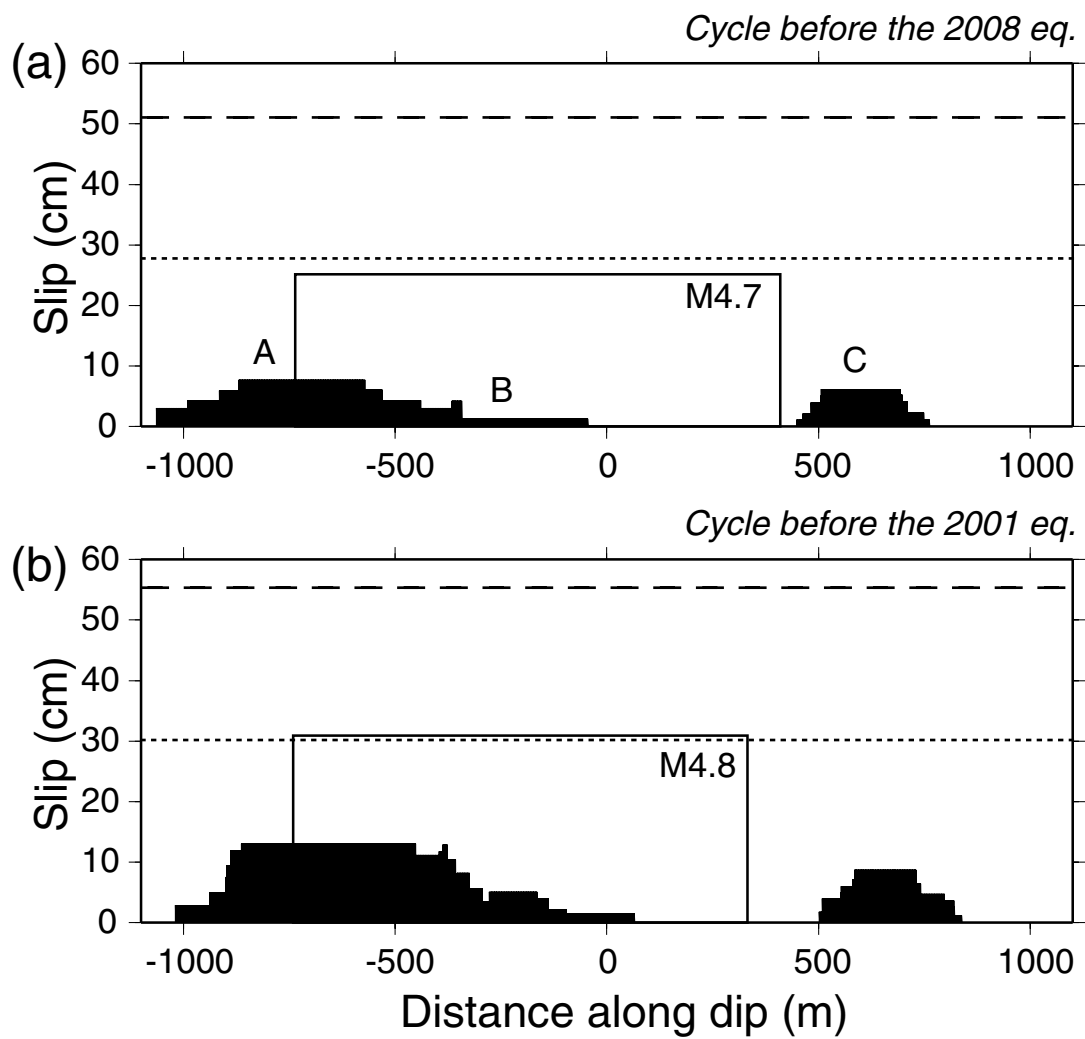 Cycle before the 2008 eq.
(a)
60
50
40
30
20
10
0
Slip (cm)
M4.7
A
B
C
-1000 -500 0 500 1000
Cycle before the 2001 eq.
(b)
60
50
40
30
20
10
0
Slip (cm)
M4.8
-1000 -500 0 500 1000
Distance along dip (m)